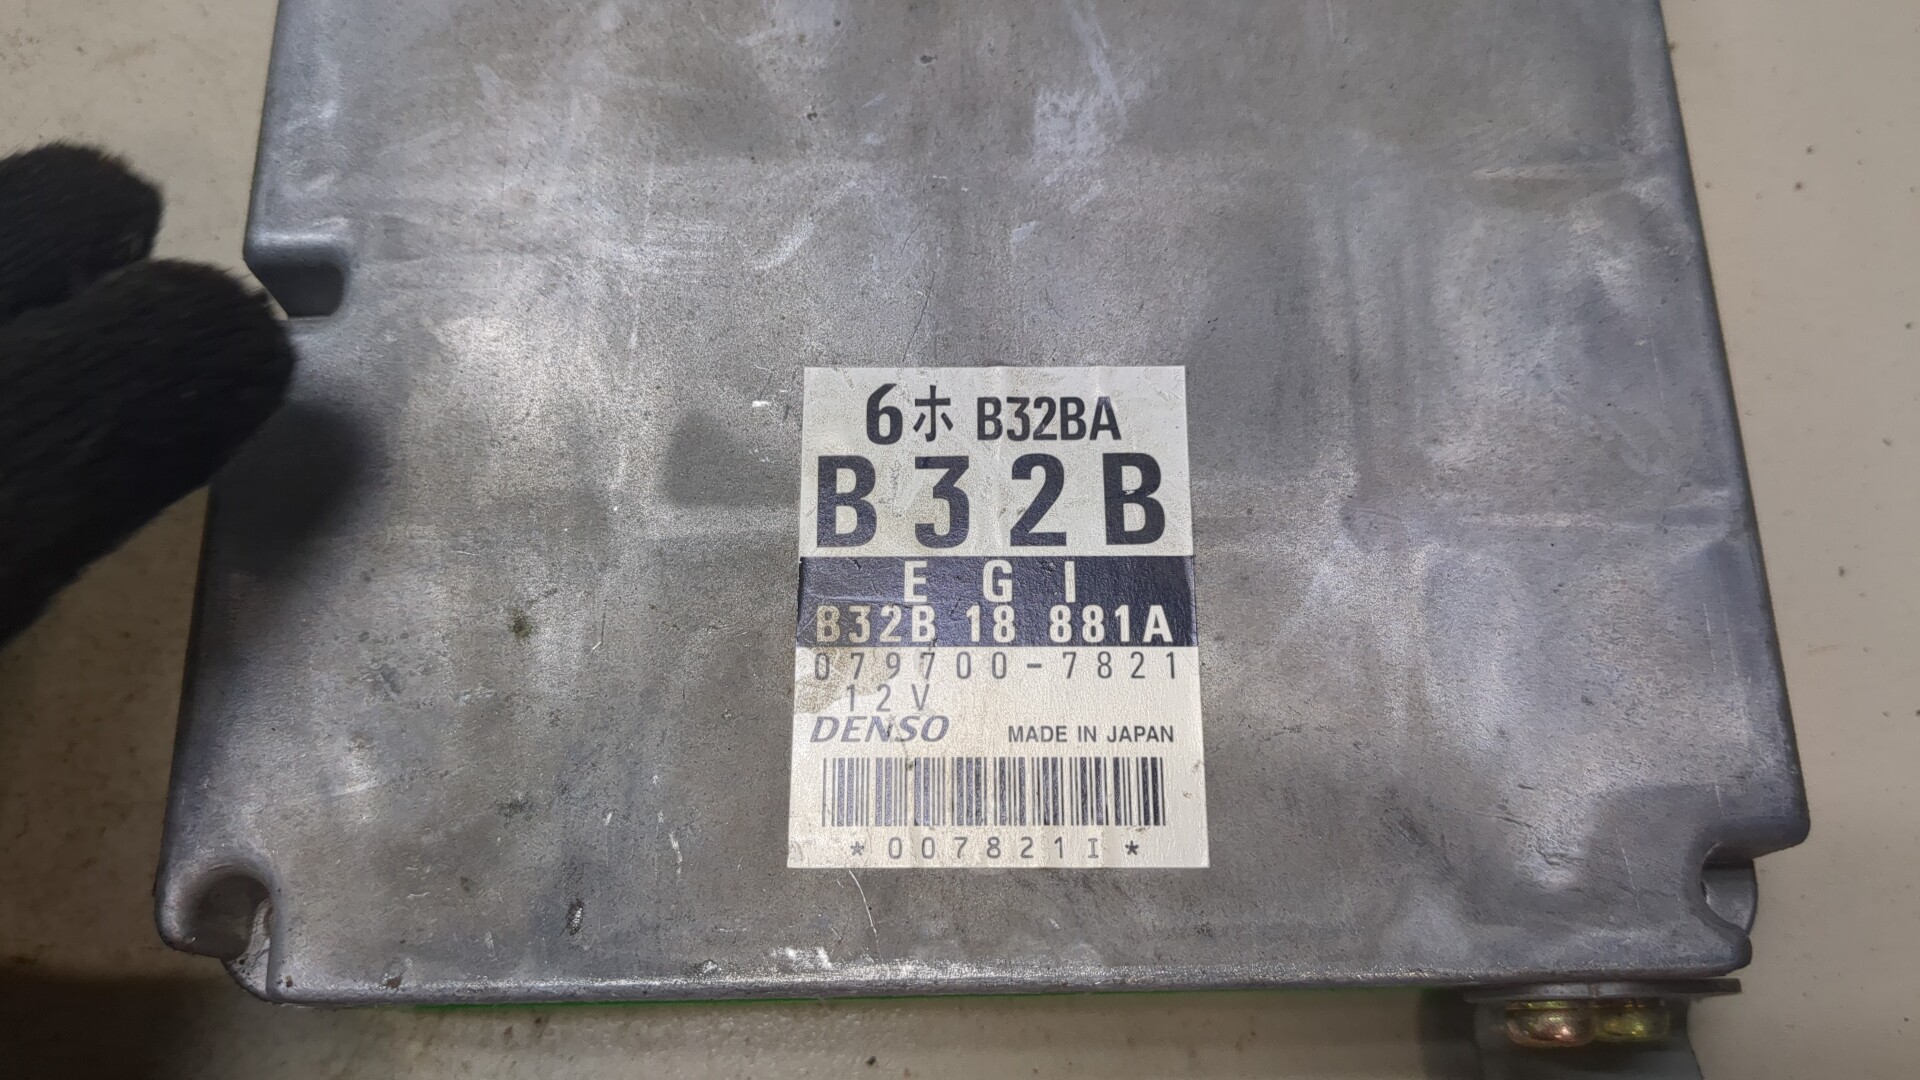 6ホ B32BA
B32B
EGI
B32B 18 881A
079700-7821
12V
DENSO MADE IN JAPAN
*007821I*